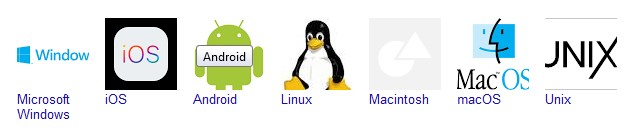 Window
iOS
Android
Mac OS
UNIX
Microsoft Windows
iOS
Android
Linux
Macintosh
macOS
Unix